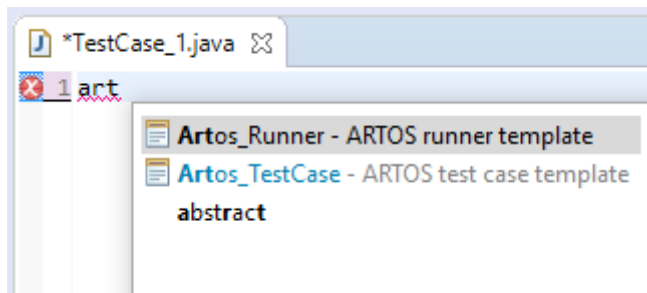 *TestCase_1.java
1 art
Artos_Runner - ARTOS runner template
Artos_TestCase - ARTOS test case template
abstract